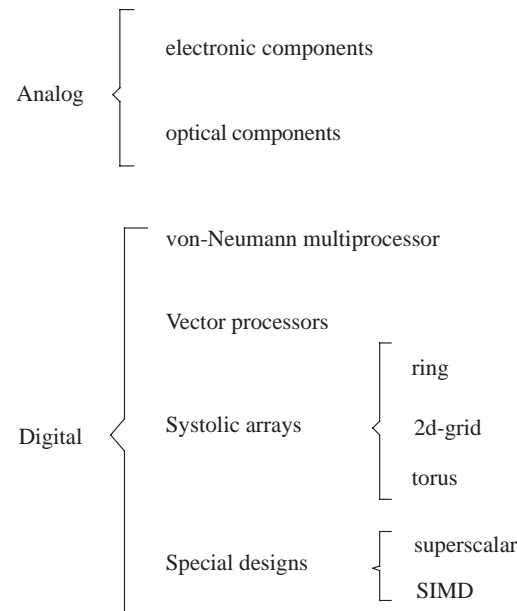 electronic components
Analog
optical components
von-Neumann multiprocessor
Vector processors
ring
Digital
Systolic arrays
2d-grid
torus
Special designs
superscalar
SIMD